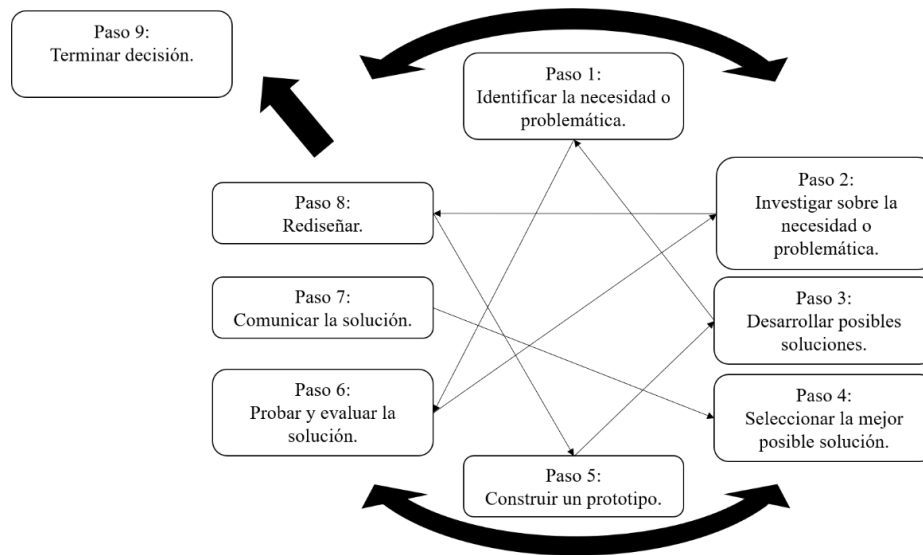 Paso 9:
Terminar decisión.
Paso 1:
Identificar la necesidad o
problemática.
Paso 2:
Investigar sobre la
necesidad o
problemática.
Paso 3:
Desarrollar posibles
soluciones.
Paso 4:
Seleccionar la mejor
posible solución.
Paso 5:
Construir un prototipo.
Paso 6:
Probar y evaluar la
solución.
Paso 7:
Comunicar la solución.
Paso 8:
Rediseñar.